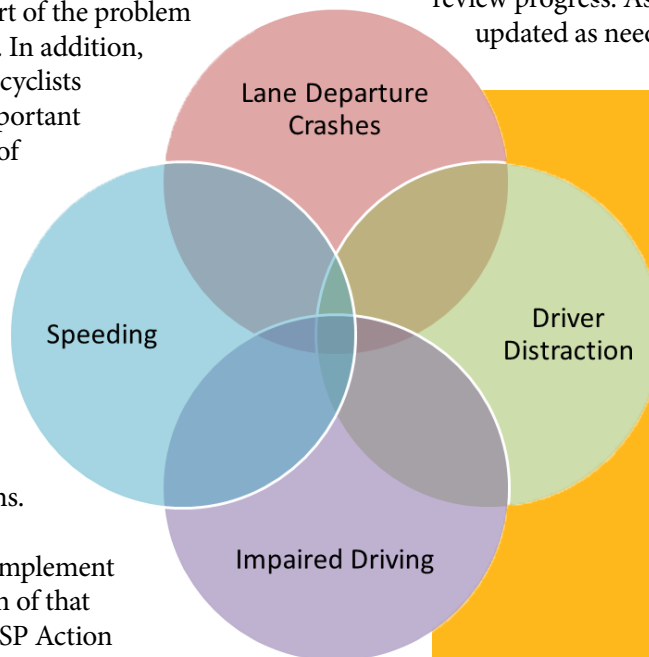 rt of the problem
. In addition,
cyclists
portant
of
review progress. As
updated as need
Lane Departure
Crashes
Speeding
Driver
Distraction
Impaired Driving
ns.
mplement
of that
SP Action